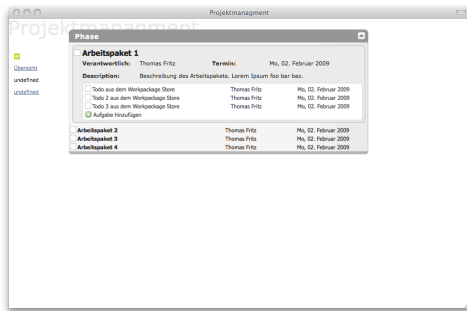 Projektmanagment
Projektmanagment
Phase
Übersicht
undefined
undefined
Arbeitspaket 1
Verantwortlich: Thomas Fritz Termin: Mo, 02. Februar 2009
Description: Beschreibung des Arbeitspakets. Lorem Ipsum foo bar baz.
Todo aus dem Workpackage Store Thomas Fritz Mo, 02. Februar 2009
Todo 2 aus dem Workpackage Store Thomas Fritz Mo, 02. Februar 2009
Todo 3 aus dem Workpackage Store Thomas Fritz Mo, 02. Februar 2009
Aufgabe hinzufügen
Arbeitspaket 2 Thomas Fritz Mo, 02. Februar 2009
Arbeitspaket 3 Thomas Fritz Mo, 02. Februar 2009
Arbeitspaket 4 Thomas Fritz Mo, 02. Februar 2009